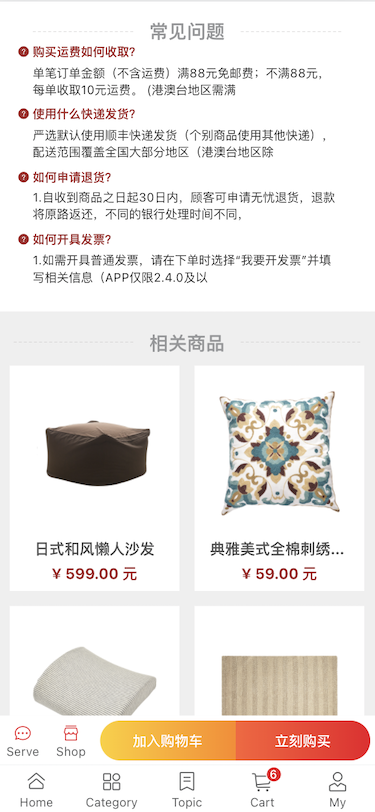 常见问题
购买运费如何收取?
单笔订单金额（不含运费）满88元免邮费；不满88元，
每单收取10元运费。 (港澳台地区需满
使用什么快递发货?
严选默认使用顺丰快递发货（个别商品使用其他快递），
配送范围覆盖全国大部分地区（港澳台地区除
如何申请退货?
1.自收到商品之日起30日内，顾客可申请无忧退货，退款
将原路返还，不同的银行处理时间不同，
如何开具发票?
1.如需开具普通发票，请在下单时选择“我要开发票”并填
写相关信息（APP仅限2.4.0及以
相关商品
日式和风懒人沙发
¥ 599.00 元
典雅美式全棉刺绣...
¥ 59.00 元
Serve
Shop
加入购物车
立刻购买
6
Home
Category
Topic
Cart
My